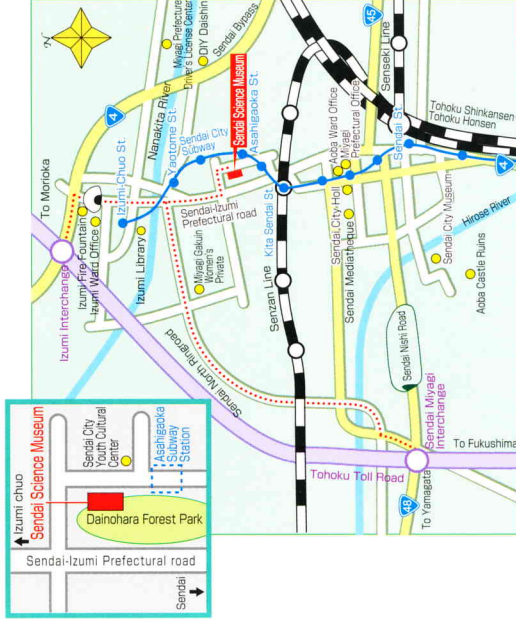 N
Miyagi Prefecture
Driver's License Center
DIY Daishin
Sendai Bypass
4
45
Senseki Line
Nanakita River
Sendai Science Museum
Asahigaoka St.
Aoba Ward Office
Miyagi
Prefectural Office
Sendai St.
Tohoku Shinkansen
Tohoku Honsen
4
Yaotome St.
Sendai City
Subway
Izumi-Chuo St.
To Morioka
Sendai-Izumi
Prefectural road
Kita Sendai St.
Sendai City Holl
Sendai Mediatheque
Sendai City Museum
Hirose River
Izumi Fire Fountain
Izumi Ward Office
Izumi Library
Miyagi Gakuin
Women's
Private
Senzan Line
Aoba Castle Ruins
Izumi Interchange
Sendai North Ringroad
Sendai Nishi Road
Sendai Miyagi
Interchange
To Fukushima
Tohoku Toll Road
48
To Yamagata
Izumi chuo
Sendai Science Museum
Sendai City
Youth Cultural
Center
Asahigaoka
Subway
Station
Dainohara Forest Park
Sendai-Izumi Prefectural road
Sendai